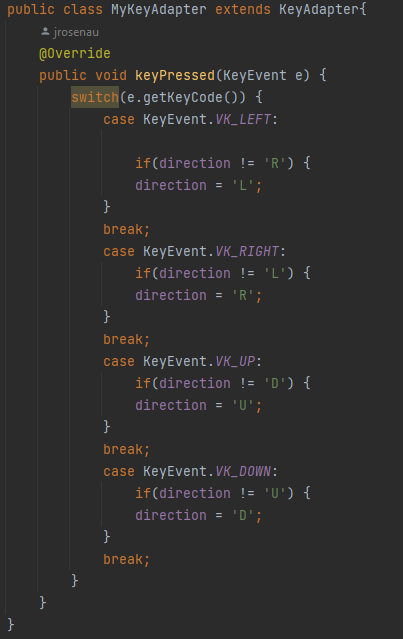 public class MyKeyAdapter extends KeyAdapter{
jrosenau
@Override
public void keyPressed(KeyEvent e) {
switch(e.getKeyCode()) {
case KeyEvent.VK_LEFT:
if(direction != 'R') {
direction = 'L';
}
break;
case KeyEvent.VK_RIGHT:
if(direction != 'L') {
direction = 'R';
}
break;
case KeyEvent.VK_UP:
if(direction != 'D') {
direction = 'U';
}
break;
case KeyEvent.VK_DOWN:
if(direction != 'U') {
direction = 'D';
}
break;
}
}
}